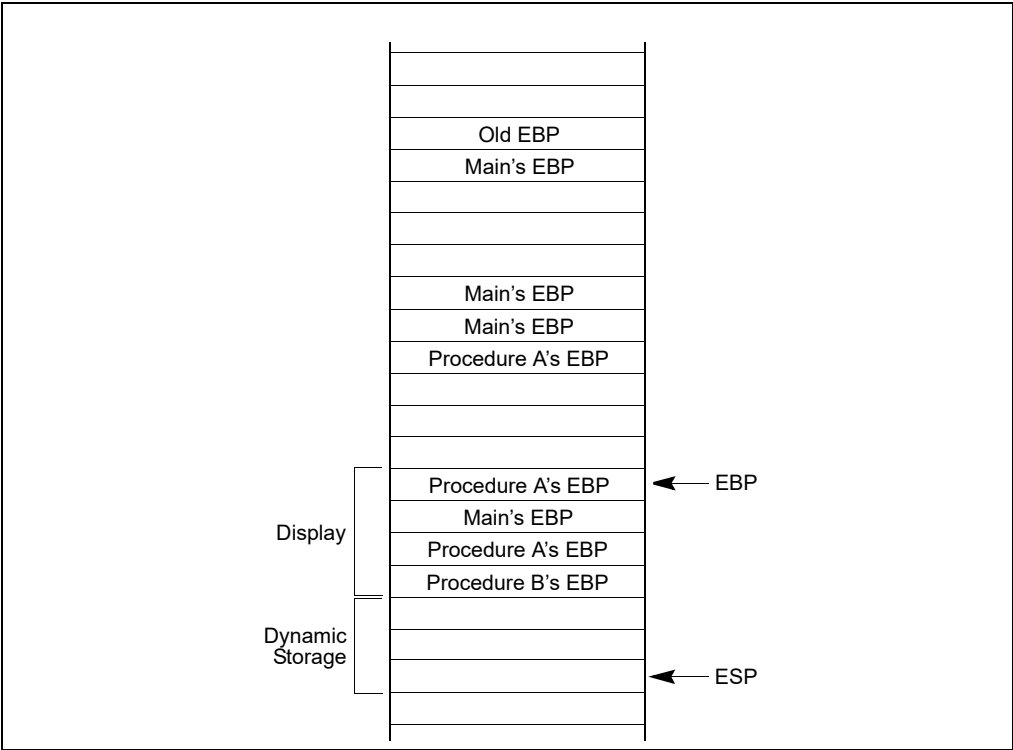 Old EBP
Main’s EBP
Main’s EBP
Main’s EBP
Procedure A’s EBP
Procedure A’s EBP
EBP
Main’s EBP
Display
Procedure A’s EBP
Procedure B’s EBP
Dynamic
Storage
ESP